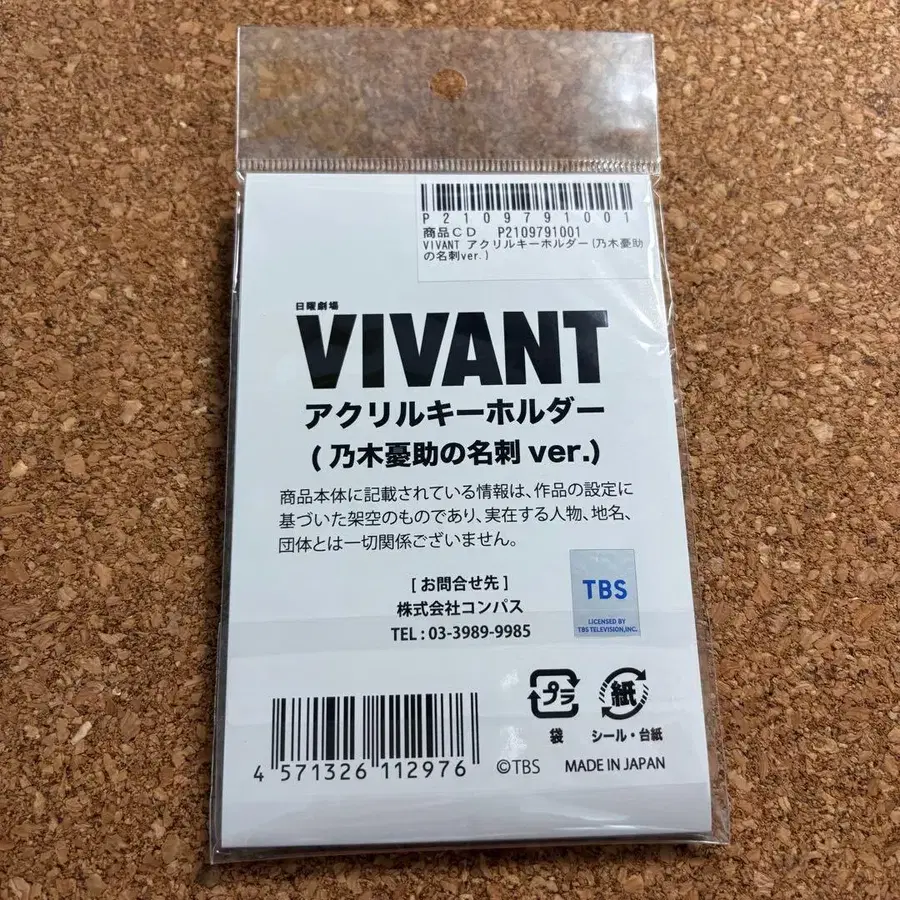 P2109791001
商品CD P2109791001
VIVANT アクリルキーホルダー(乃木憂助
の名刺ver.)
日曜劇場
VIVANT
アクリルキーホルダー
(乃木憂助の名刺 ver.)
商品本体に記載されている情報は、作品の設定に
基づいた架空のものであり、実在する人物、地名、
団体とは一切関係ございません。
[お問合せ先]
株式会社コンパス
TEL : 03-3989-9985
TBS
LICENSED BY
TBS TELEVISION,INC.
プラ
紙
袋
シール・台紙
4 571326 112976
©TBS
MADE IN JAPAN